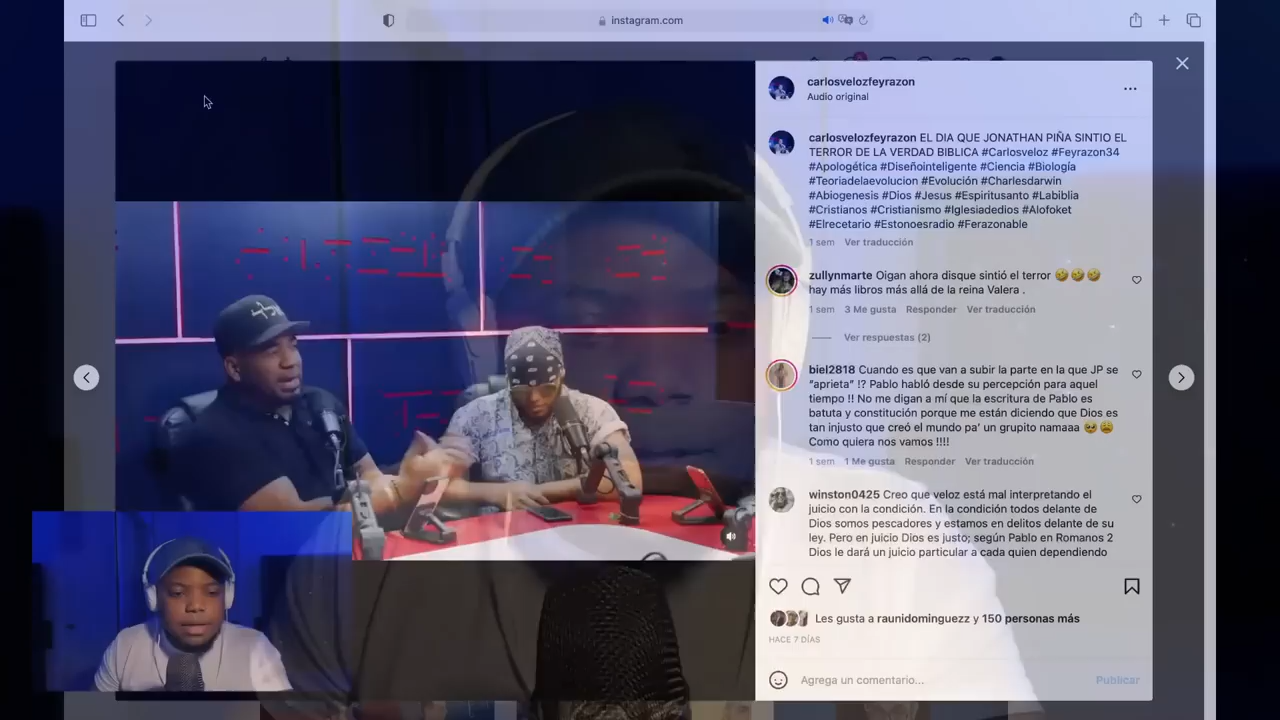 instagram.com
carlosvelozfeyrazon
Audio original
carlosvelozfeyrazon EL DIA QUE JONATHAN PIÑA SINTIO EL
TERROR DE LA VERDAD BIBLICA #Carlosveloz #Feyrazon34
#Apologética #Diseñointeligente #Ciencia #Biología
#Teoriadelaevolucion #Evolución #Charlesdarwin
#Abiogenesis #Dios #Jesus #Espiritusanto #Labiblia
#Cristianos #Cristianismo #Iglesiadedios #Alofoket
#Elrecetario #Estonoesradio #Ferazonable
1 sem Ver traducción
zullynmarte Oigan ahora disque sintió el terror 🤣🤣🤣
hay más libros más allá de la reina Valera .
1 sem 3 Me gusta Responder Ver traducción
Ver respuestas (2)
biel2818 Cuando es que van a subir la parte en la que JP se
“aprieta” !? Pablo habló desde su percepción para aquel
tiempo !! No me digan a mí que la escritura de Pablo es
batuta y constitución porque me están diciendo que Dios es
tan injusto que creó el mundo pa' un grupito namaaa 🥹😩
Como quiera nos vamos !!!!
1 sem 1 Me gusta Responder Ver traducción
winston0425 Creo que veloz está mal interpretando el
juicio con la condición. En la condición todos delante de
Dios somos pescadores y estamos en delitos delante de su
ley. Pero en juicio Dios es justo; según Pablo en Romanos 2
Dios le dará un juicio particular a cada quien dependiendo
Les gusta a raunidominguezz y 150 personas más
HACE 7 DÍAS
Agrega un comentario...
Publicar